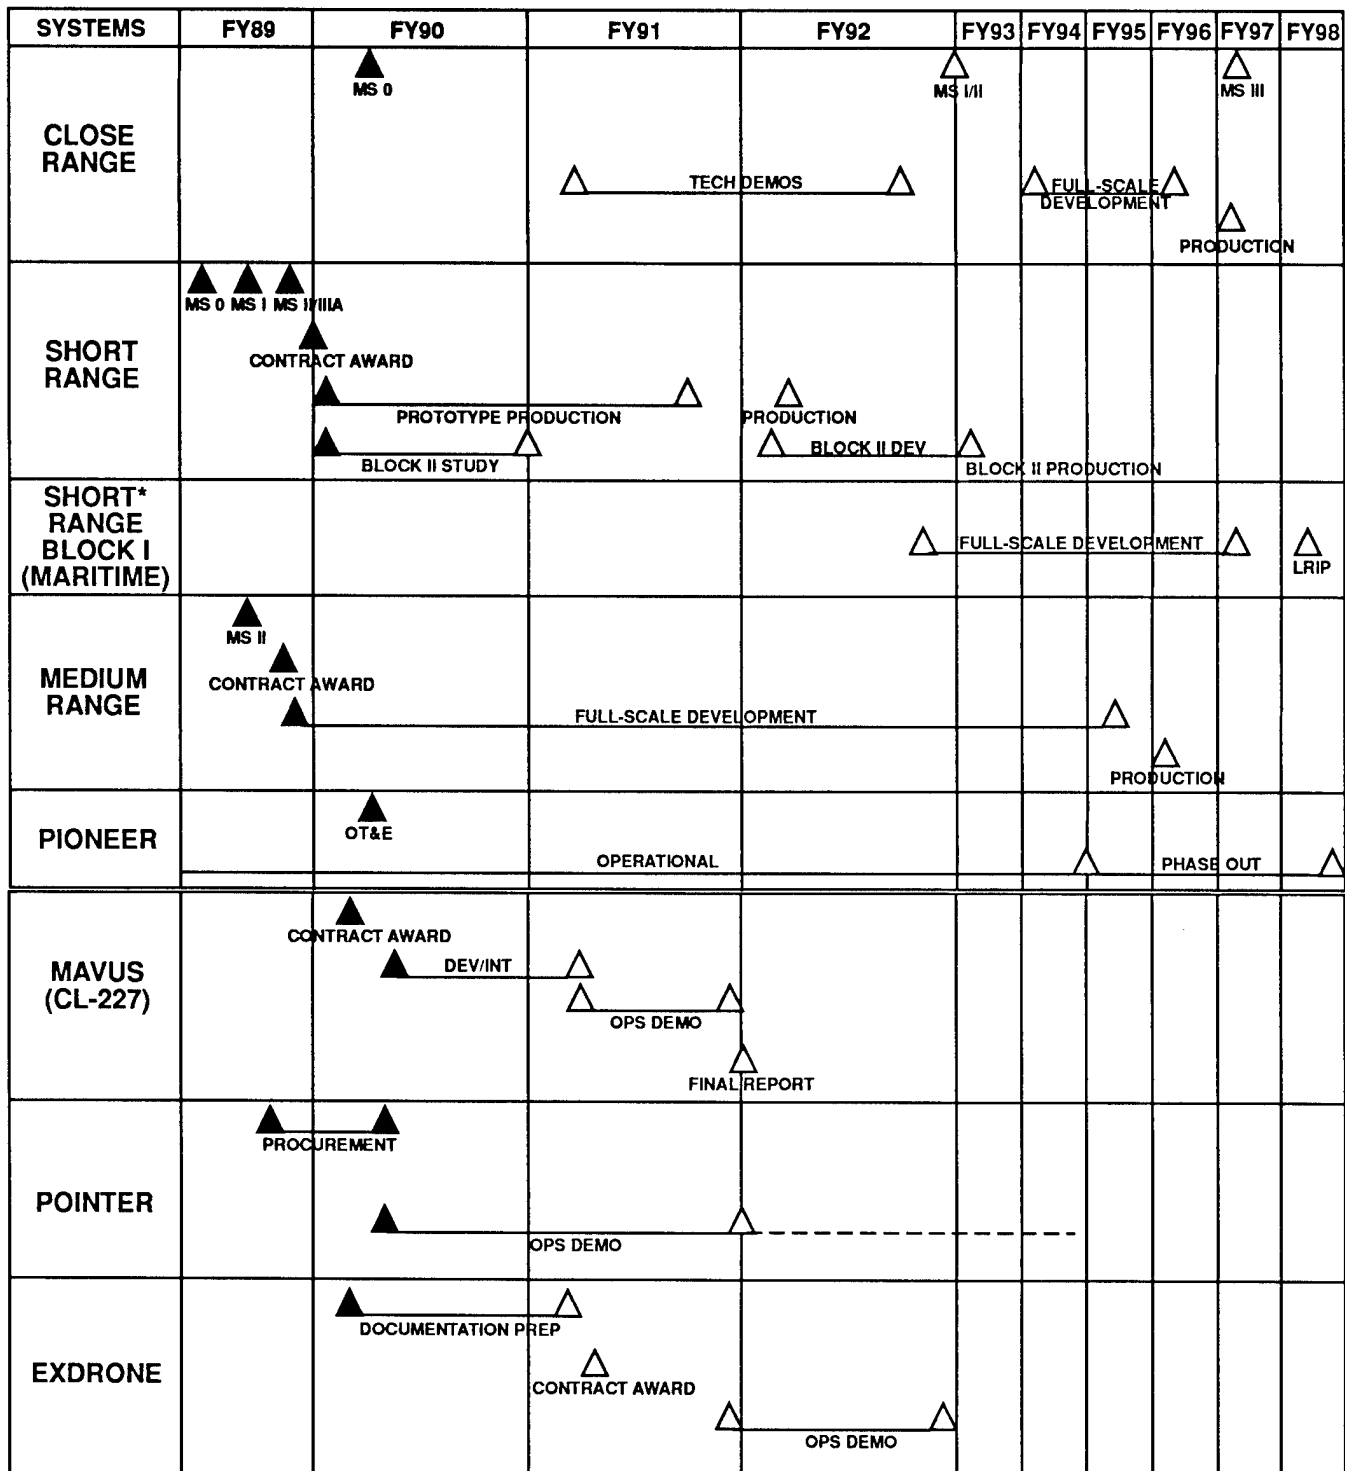 SYSTEMS FY89 FY90 FY91 FY92 FY93 FY94 FY95 FY96 FY97 FY98
CLOSE
RANGE
MS 0
MS I/II
MS III
TECH DEMOS
FULL-SCALE
DEVELOPMENT
PRODUCTION
SHORT
RANGE
MS 0 MS I MS II/IIIA
CONTRACT AWARD
PROTOTYPE PRODUCTION
PRODUCTION
BLOCK II STUDY
BLOCK II DEV
BLOCK II PRODUCTION
SHORT*
RANGE
BLOCK I
(MARITIME)
FULL-SCALE DEVELOPMENT
LRIP
MEDIUM
RANGE
MS II
CONTRACT AWARD
FULL-SCALE DEVELOPMENT
PRODUCTION
PIONEER
OT&E
OPERATIONAL
PHASE OUT
MAVUS
(CL-227)
CONTRACT AWARD
DEV/INT
OPS DEMO
FINAL REPORT
POINTER
PROCUREMENT
OPS DEMO
EXDRONE
DOCUMENTATION PREP
CONTRACT AWARD
OPS DEMO